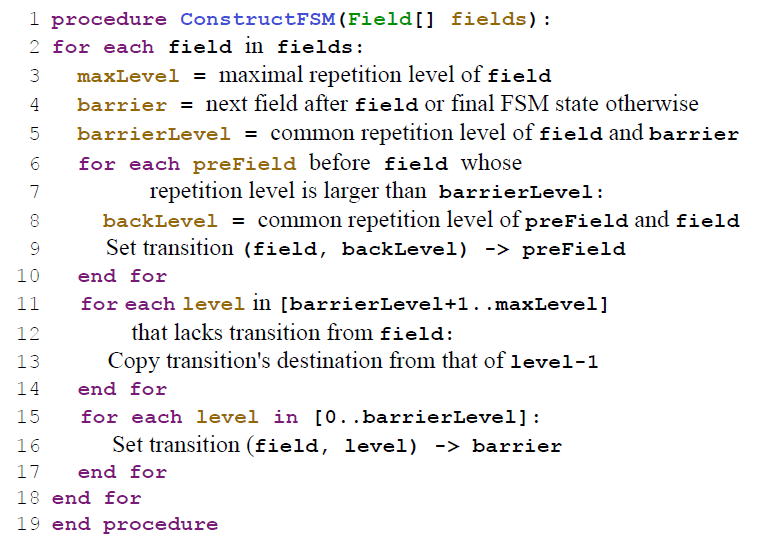 1 procedure ConstructFSM(Field[] fields):
2 for each field in fields:
3 maxLevel = maximal repetition level of field
4 barrier = next field after field or final FSM state otherwise
5 barrierLevel = common repetition level of field and barrier
6 for each preField before field whose
7 repetition level is larger than barrierLevel:
8 backLevel = common repetition level of preField and field
9 Set transition (field, backLevel) -> preField
10 end for
11 for each level in [barrierLevel+1..maxLevel]
12 that lacks transition from field:
13 Copy transition's destination from that of level-1
14 end for
15 for each level in [0..barrierLevel]:
16 Set transition (field, level) -> barrier
17 end for
18 end for
19 end procedure